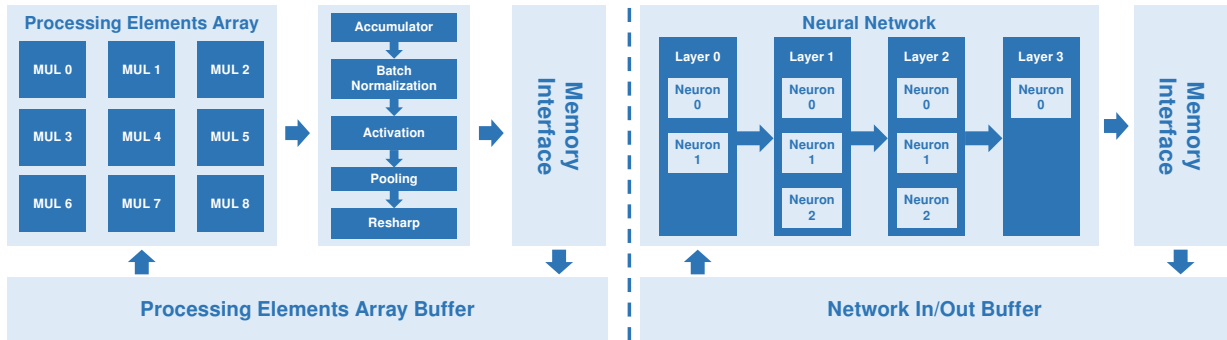 Processing Elements Array
MUL 0
MUL 1
MUL 2
MUL 3
MUL 4
MUL 5
MUL 6
MUL 7
MUL 8
Accumulator
Batch
Normalization
Activation
Pooling
Resharp
Memory
Interface
Processing Elements Array Buffer
Neural Network
Layer 0
Neuron
0
Neuron
1
Layer 1
Neuron
0
Neuron
1
Neuron
2
Layer 2
Neuron
0
Neuron
1
Neuron
2
Layer 3
Neuron
0
Memory
Interface
Network In/Out Buffer